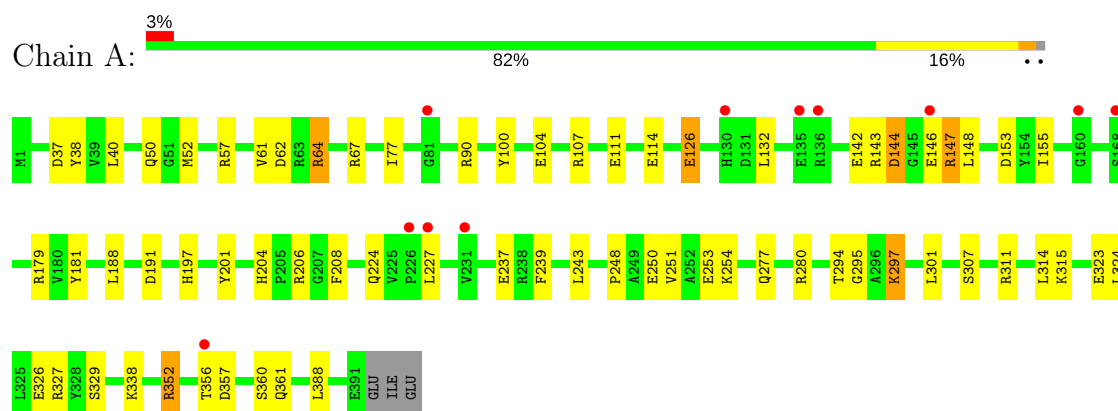 3%
Chain A:
82% 16% • •
M1 D37 Y38 V39 L40 Q50 G51 M52 R57 V61 D62 R63 R64 R67 I77 G81 R90 Y100 E104 R107 E111 E114 E126 H130 D131 L132 E135 R136 E142 R143 D144 G145 E146 R147 L148 D153 Y154 I155 G160 S168
R179 V180 Y181 L188 D191 H197 Y201 H204 P205 R206 G207 F208 Q224 V225 P226 L227 V231 E237 R238 F239 L243 P248 A249 E250 V251 A252 E253 K254 Q277 R280 T294 G295 A296 K297 L301 S307 R311 L314 K315 E323 L324
L325 E326 R327 Y328 S329 K338 R352 T356 D357 S360 Q361 L388 E391 GLU ILE GLU